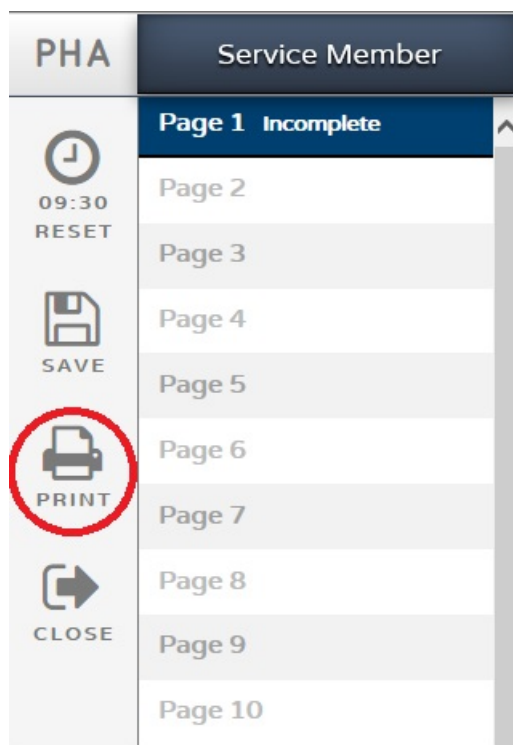 PHA
Service Member
09:30
RESET
SAVE
PRINT
CLOSE
Page 1 Incomplete
Page 2
Page 3
Page 4
Page 5
Page 6
Page 7
Page 8
Page 9
Page 10